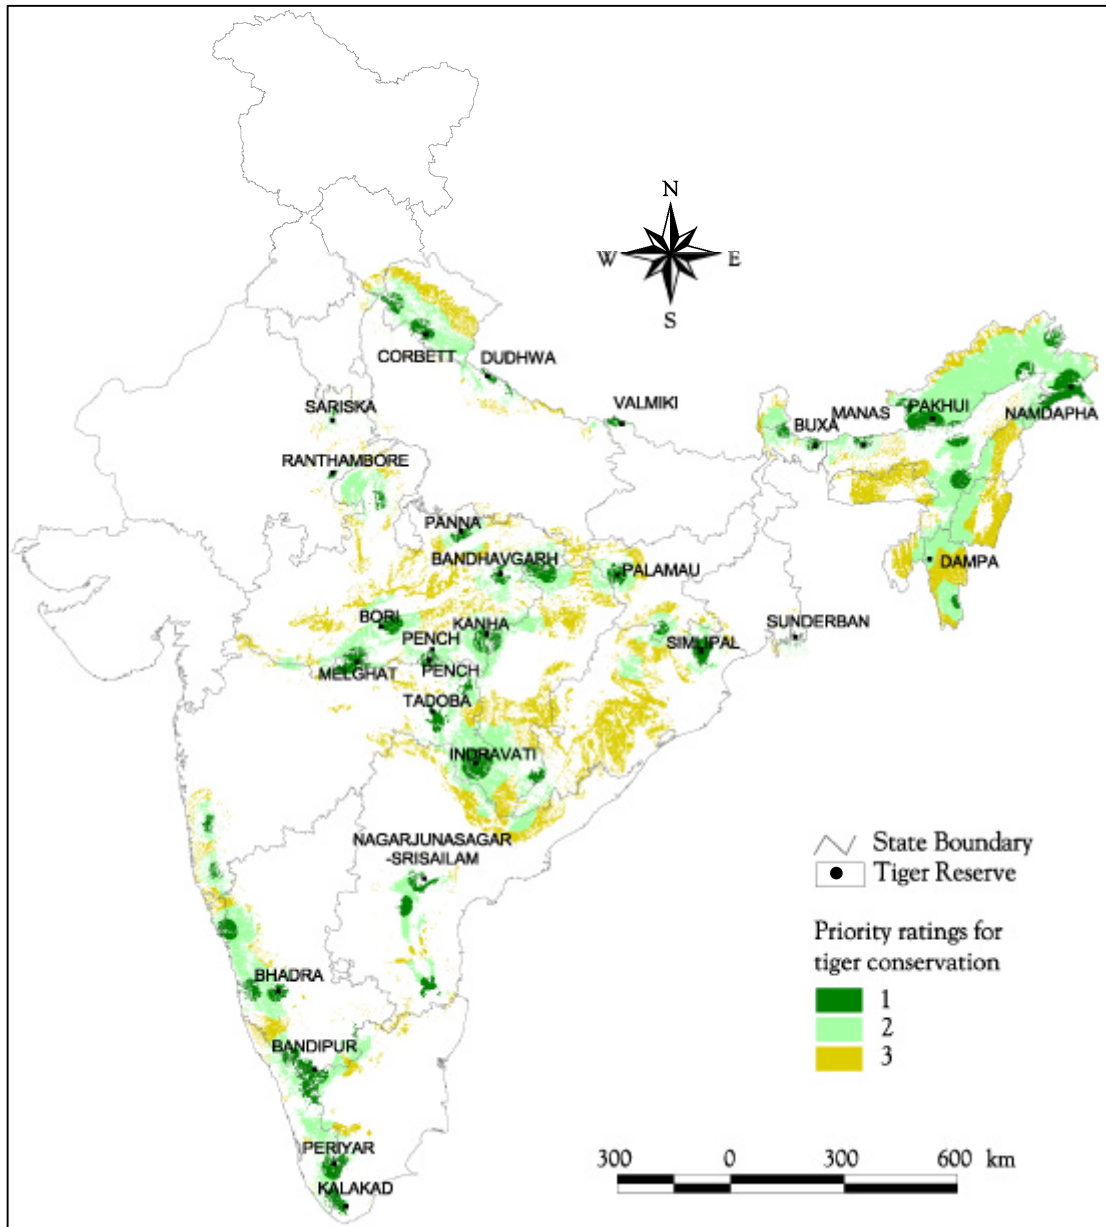 N
W E
S
CORBETT
DUDHWA
SARISKA
VALMIKI
RANTHAMBORE
BUXA
MANAS
PAKHUI
NAMDAPHA
PANNA
BANDHAVGARH
PALAMAU
DAMPA
BORI
KANHA
PENCH
SIMLIPAL
SUNDERBAN
MELGHAT
PENCH
TADOBA
INDRAVATI
NAGARJUNASAGAR
-SRISAILAM
BHADRA
BANDIPUR
PERIYAR
KALAKAD
State Boundary
Tiger Reserve
Priority ratings for
tiger conservation
1
2
3
300 0 300 600 km